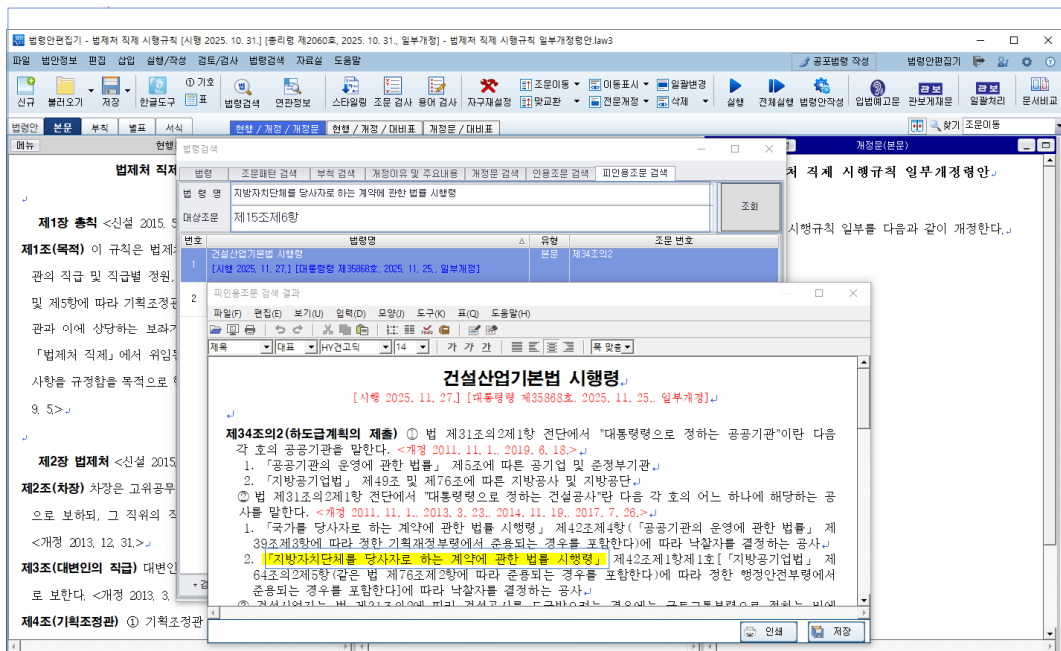 법령안편집기 - 법제처 직제 시행규칙 [시행 2025. 10. 31.] [총리령 제2060호, 2025. 10. 31., 일부개정] - 법제처 직제 시행규칙 일부개정령안.law3
파일 법안정보 편집 삽입 실행/작성 검토/검사 법령검색 자료실 도움말 공포법령 작성 법령안편집기
① 기호 조문이동 이동표시 일괄변경
표 맞교환 전문개정 삭제
신규 불러오기 저장 한글도구 법령검색 연관정보 스타일링 조문 검사 용어 검사 자구재설정 실행 전체실행 법령안작성 입법예고문 관보게재문 일괄처리 문서비교
법령안 본문 부칙 별표 서식 현행 / 개정 / 개정문 현행 / 개정 / 대비표 개정문 / 대비표 찾기 조문이동
메뉴 개정문(본문)
법령검색
법령 조문패턴 검색 부칙 검색 개정이유 및 주요내용 개정문 검색 인용조문 검색 피인용조문 검색
법 령 명 지방자치단체를 당사자로 하는 계약에 관한 법률 시행령
대상조문 제15조제6항
조회
번호 법령명 유형 조문 번호
1 건설산업기본법 시행령 본문 제34조의2
[시행 2025. 11. 27.] [대통령령 제35868호, 2025. 11. 25., 일부개정]
2
법제처 직제
제1장 총칙 <신설 2015. 5
제1조(목적) 이 규칙은 법제처
관의 직급 및 직급별 정원,
및 제5항에 따라 기획조정관
관과 이에 상당하는 보좌기
「법제처 직제」에서 위임된
사항을 규정함을 목적으로 한
9. 5.>
제2장 법제처 <신설 2015.
제2조(차장) 차장은 고위공무
으로 보하되, 그 직위의 직
<개정 2013. 12. 31.>
제3조(대변인의 직급) 대변인
로 보한다. <개정 2013. 3.
제4조(기획조정관) ① 기획조정관
처 직제 시행규칙 일부개정령안
시행규칙 일부를 다음과 같이 개정한다.
피인용조문 검색 결과
파일(F) 편집(E) 보기(U) 입력(D) 모양(J) 도구(K) 표(Q) 도움말(H)
제목 대표 HY견고딕 14 가 가 가 폭 맞춤
건설산업기본법 시행령
[시행 2025. 11. 27.] [대통령령 제35868호, 2025. 11. 25., 일부개정]
제34조의2(하도급계획의 제출) ① 법 제31조의2제1항 전단에서 "대통령령으로 정하는 공공기관"이란 다음
각 호의 공공기관을 말한다. <개정 2011. 11. 1., 2019. 6. 18.>
1. 「공공기관의 운영에 관한 법률」 제5조에 따른 공기업 및 준정부기관
2. 「지방공기업법」 제49조 및 제76조에 따른 지방공사 및 지방공단
② 법 제31조의2제1항 전단에서 "대통령령으로 정하는 건설공사"란 다음 각 호의 어느 하나에 해당하는 공
사를 말한다. <개정 2011. 11. 1., 2013. 3. 23., 2014. 11. 19., 2017. 7. 26.>
1. 「국가를 당사자로 하는 계약에 관한 법률 시행령」 제42조제4항(「공공기관의 운영에 관한 법률」 제
39조제3항에 따라 정한 기획재정부령에서 준용되는 경우를 포함한다)에 따라 낙찰자를 결정하는 공사
2. 「지방자치단체를 당사자로 하는 계약에 관한 법률 시행령」 제42조제1항제1호[「지방공기업법」 제
64조의2제5항(같은 법 제76조제2항에 따라 준용되는 경우를 포함한다)에 따라 정한 행정안전부령에서
준용되는 경우를 포함한다]에 따라 낙찰자를 결정하는 공사
인쇄 저장